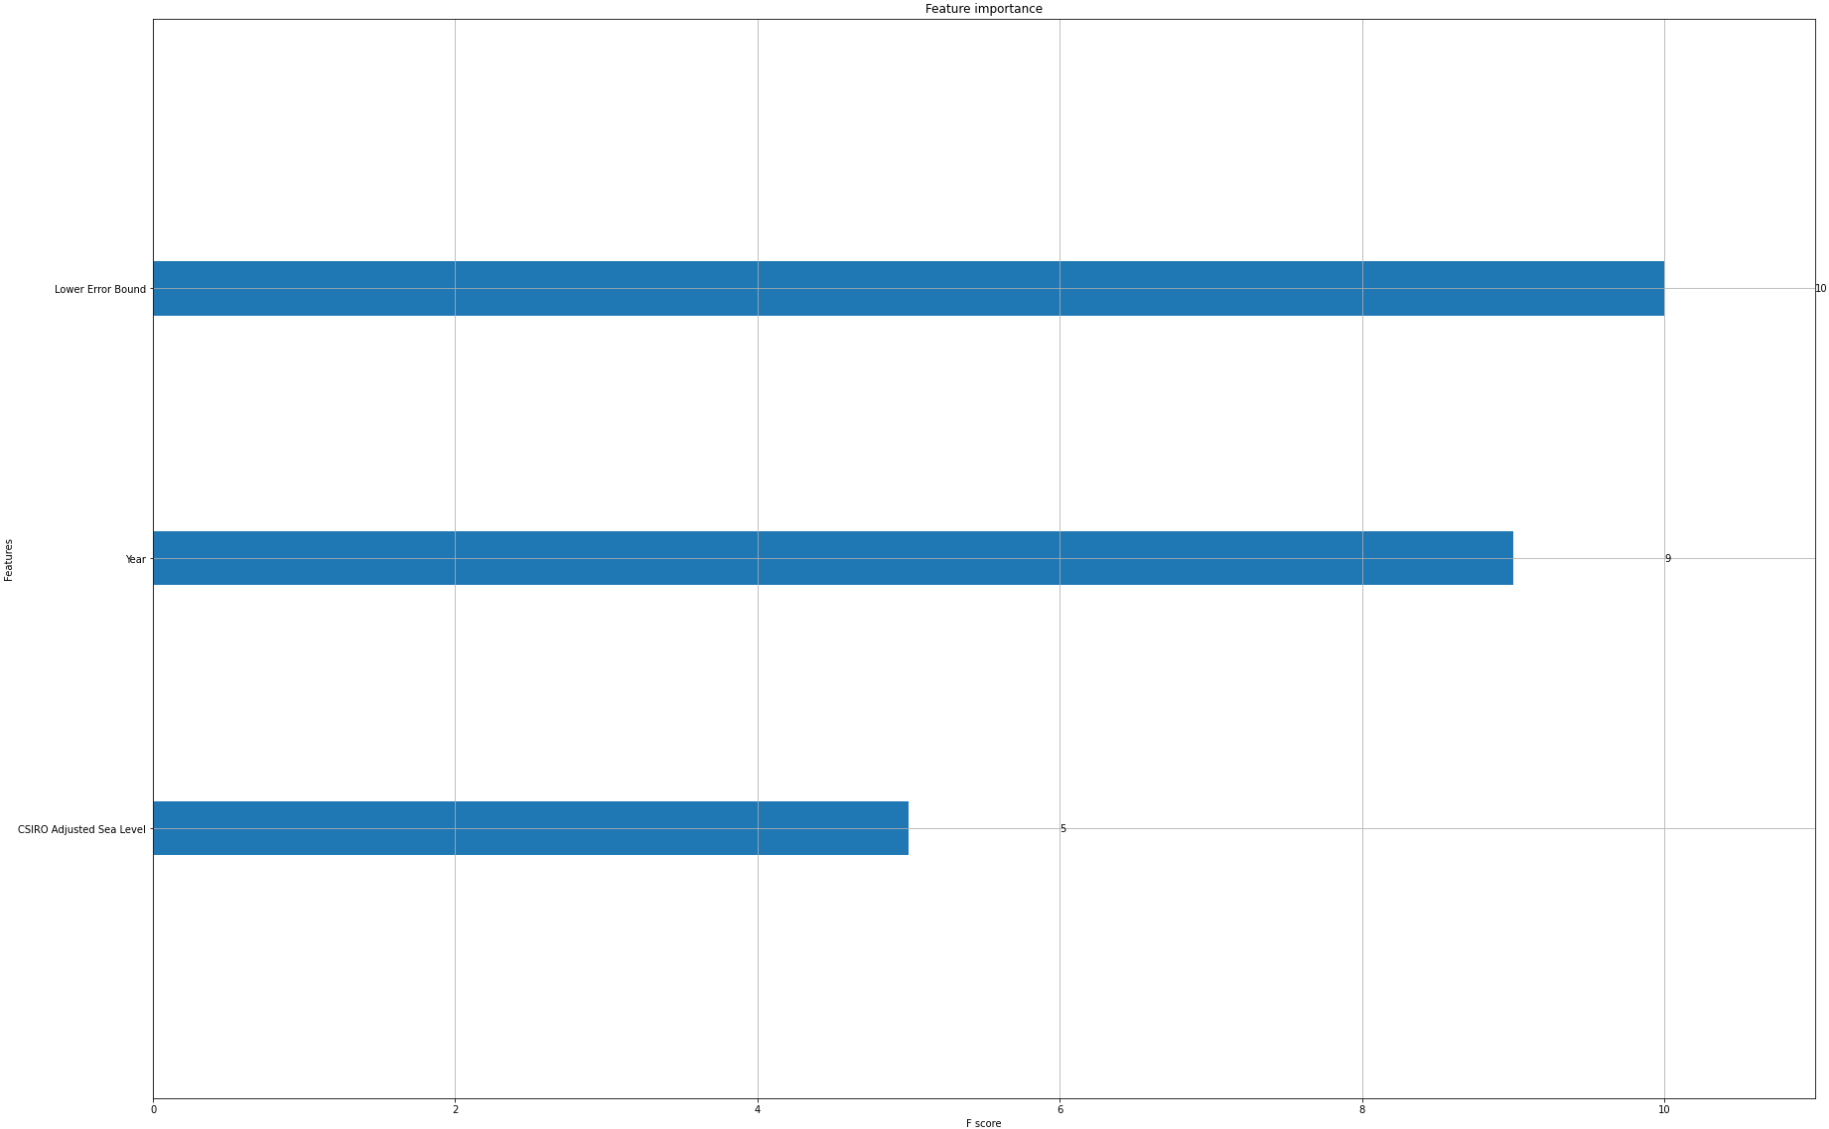 Feature importance
Lower Error Bound
10
Year
9
CSIRO Adjusted Sea Level
5
Features
0 2 4 6 8 10
F score